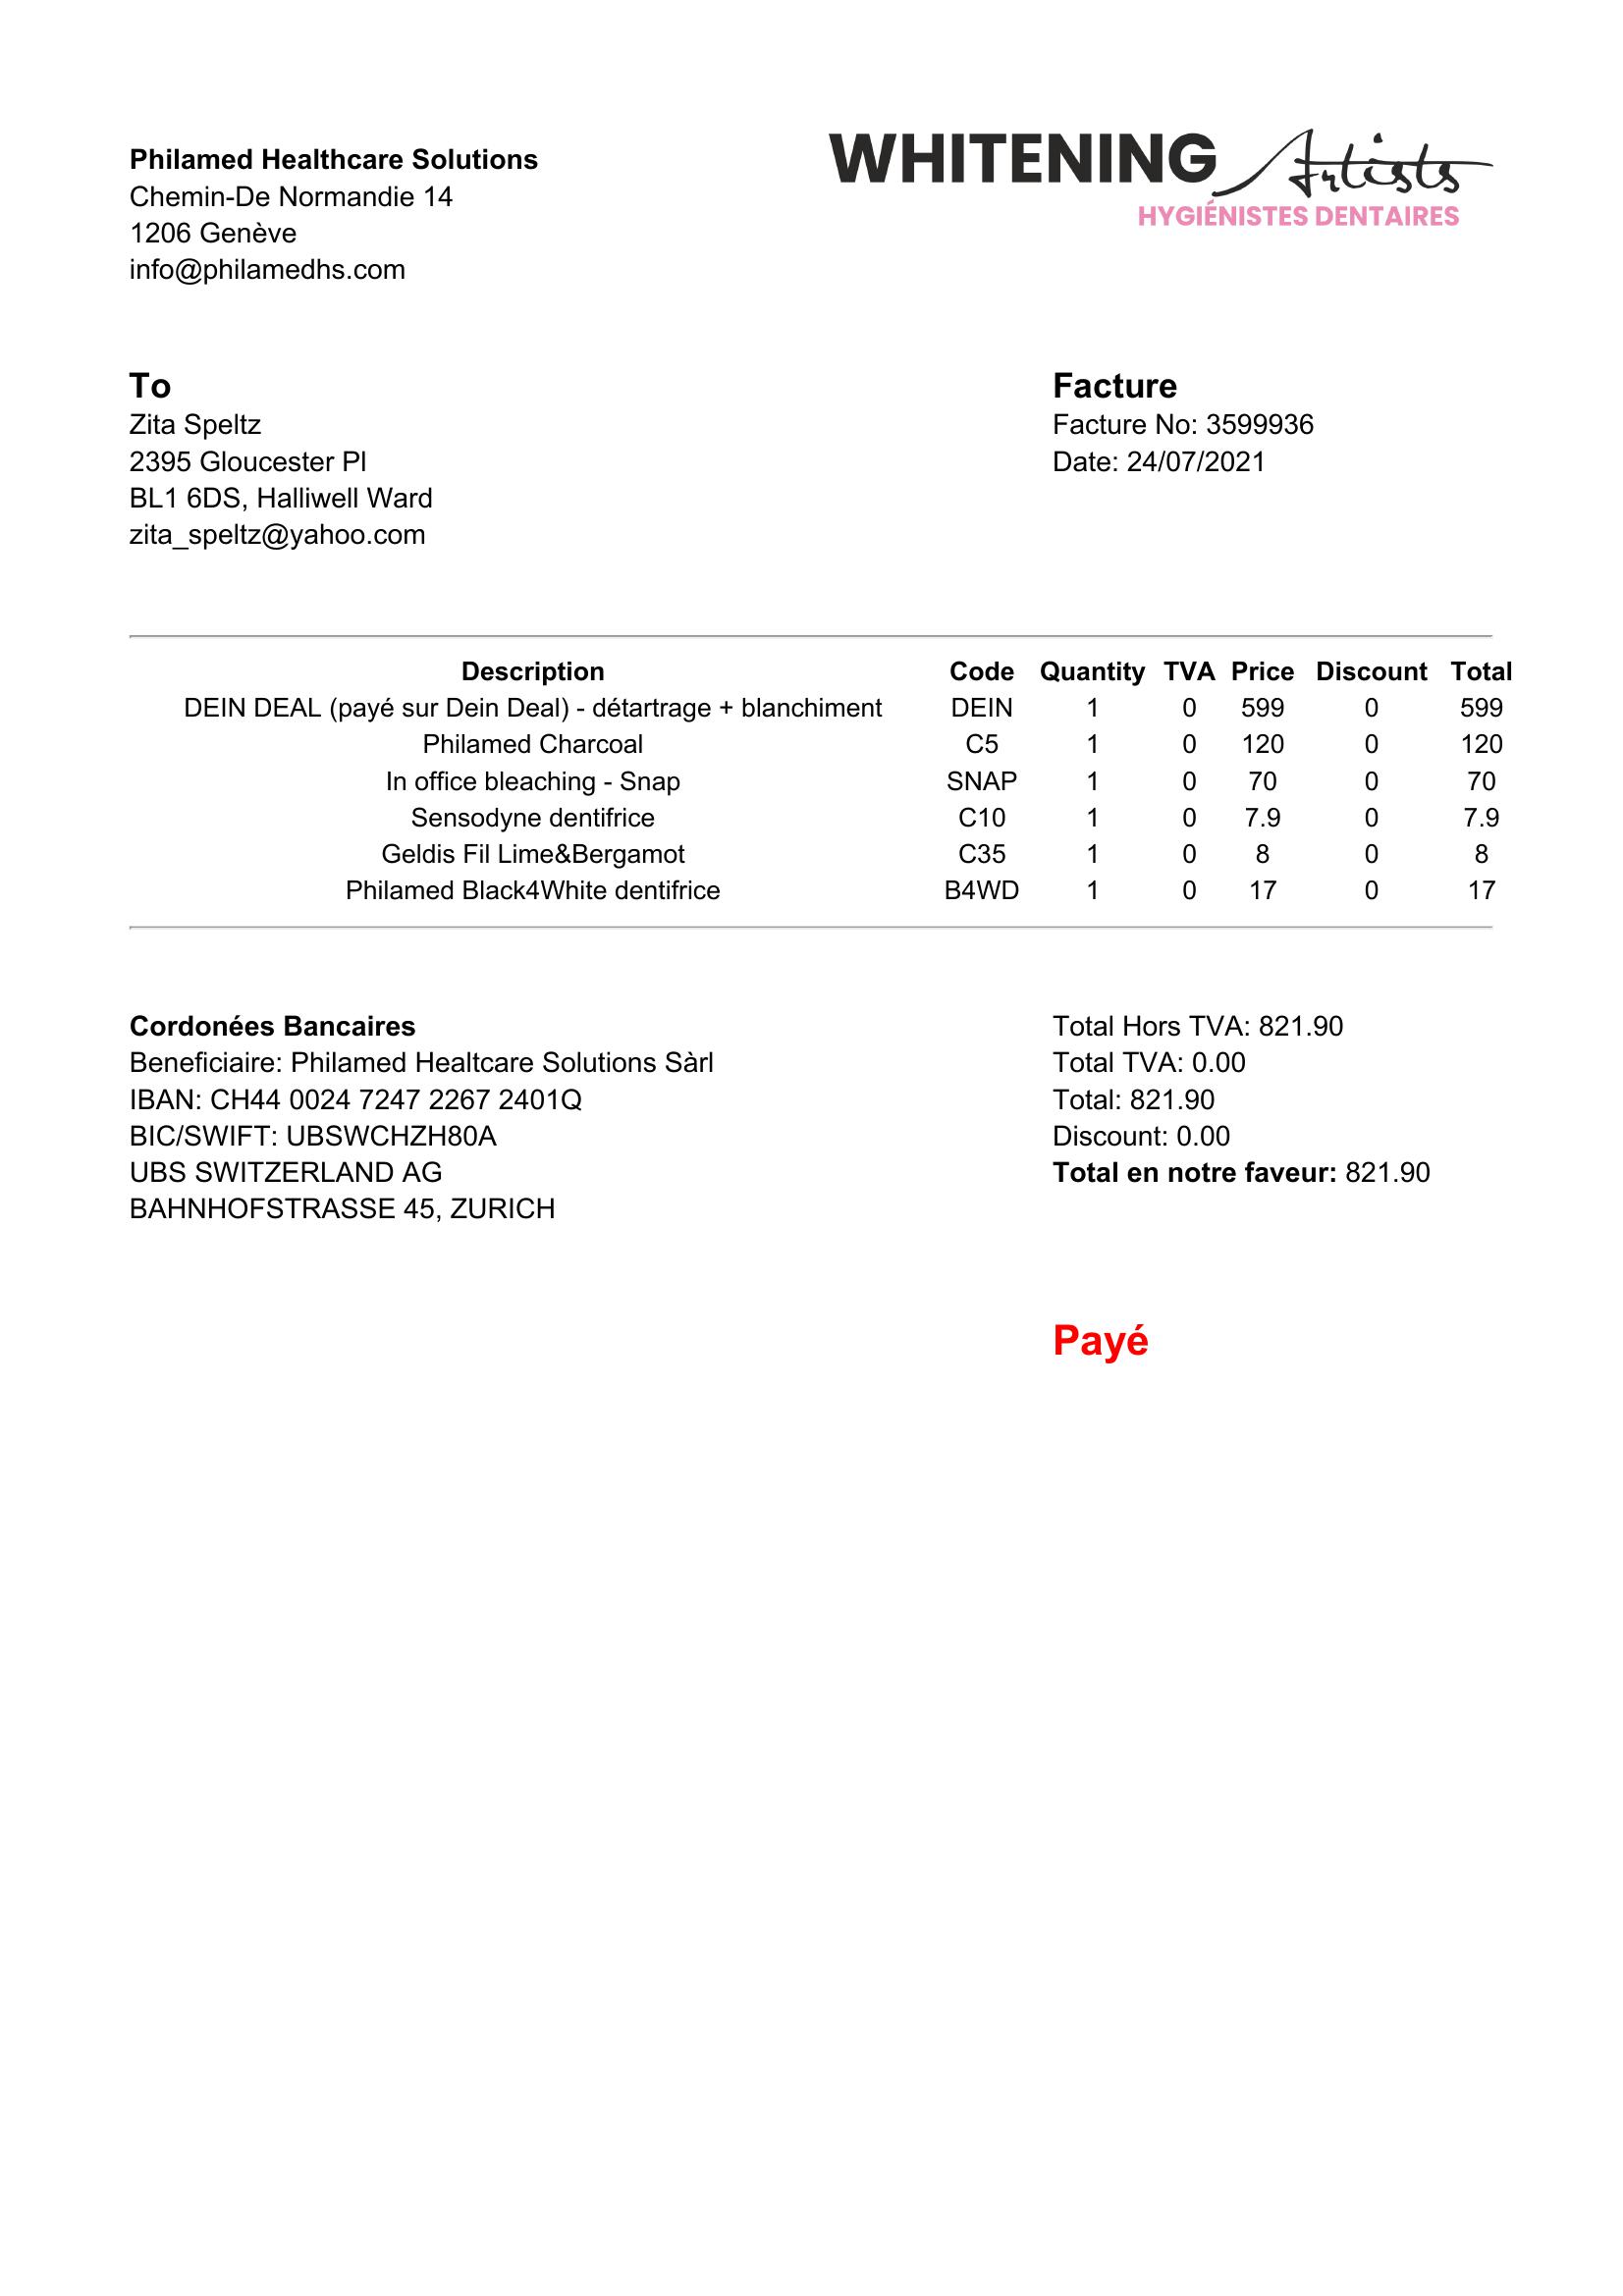 Philamed Healthcare Solutions
Chemin-De Normandie 14
1206 Genève
info@philamedhs.com
WHITENING Artists
HYGIÉNISTES DENTAIRES
To
Zita Speltz
2395 Gloucester Pl
BL1 6DS, Halliwell Ward
zita_speltz@yahoo.com
Facture
Facture No: 3599936
Date: 24/07/2021
Description Code Quantity TVA Price Discount Total
DEIN DEAL (payé sur Dein Deal) - détartrage + blanchiment DEIN 1 0 599 0 599
Philamed Charcoal C5 1 0 120 0 120
In office bleaching - Snap SNAP 1 0 70 0 70
Sensodyne dentifrice C10 1 0 7.9 0 7.9
Geldis Fil Lime&Bergamot C35 1 0 8 0 8
Philamed Black4White dentifrice B4WD 1 0 17 0 17
Cordonées Bancaires
Beneficiaire: Philamed Healtcare Solutions Sàrl
IBAN: CH44 0024 7247 2267 2401Q
BIC/SWIFT: UBSWCHZH80A
UBS SWITZERLAND AG
BAHNHOFSTRASSE 45, ZURICH
Total Hors TVA: 821.90
Total TVA: 0.00
Total: 821.90
Discount: 0.00
Total en notre faveur: 821.90
Payé